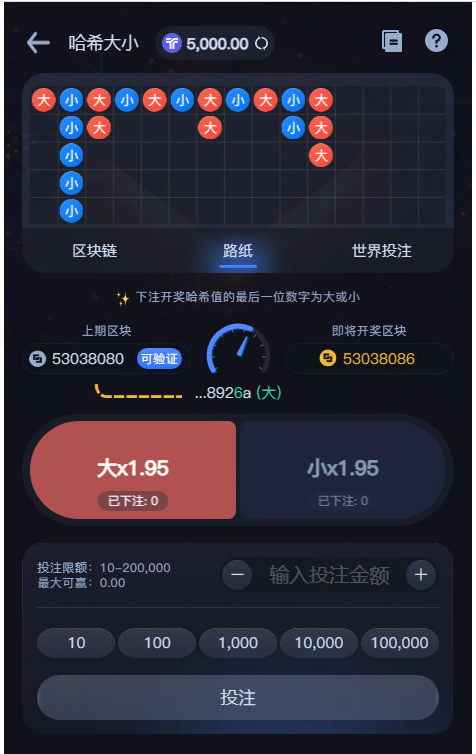 哈希大小 5,000.00
大 小 大 小 大 小 大 小 大 小 大
小 大 大 小 大
小 大
小
小
区块链 路纸 世界投注
下注开奖哈希值的最后一位数字为大或小
上期区块 即将开奖区块
53038080 可验证 53038086
...8926a (大)
大x1.95 小x1.95
已下注: 0 已下注: 0
投注限额：10-200,000
最大可赢：0.00
输入投注金额
10 100 1,000 10,000 100,000
投注